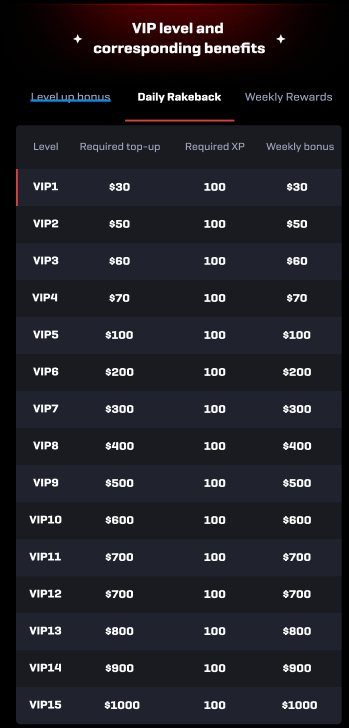 VIP level and
corresponding benefits
Level up bonus Daily Rakeback Weekly Rewards
Level Required top-up Required XP Weekly bonus
VIP1 $30 100 $30
VIP2 $50 100 $50
VIP3 $60 100 $60
VIP4 $70 100 $70
VIP5 $100 100 $100
VIP6 $200 100 $200
VIP7 $300 100 $300
VIP8 $400 100 $400
VIP9 $500 100 $500
VIP10 $600 100 $600
VIP11 $700 100 $700
VIP12 $700 100 $700
VIP13 $800 100 $800
VIP14 $900 100 $900
VIP15 $1000 100 $1000